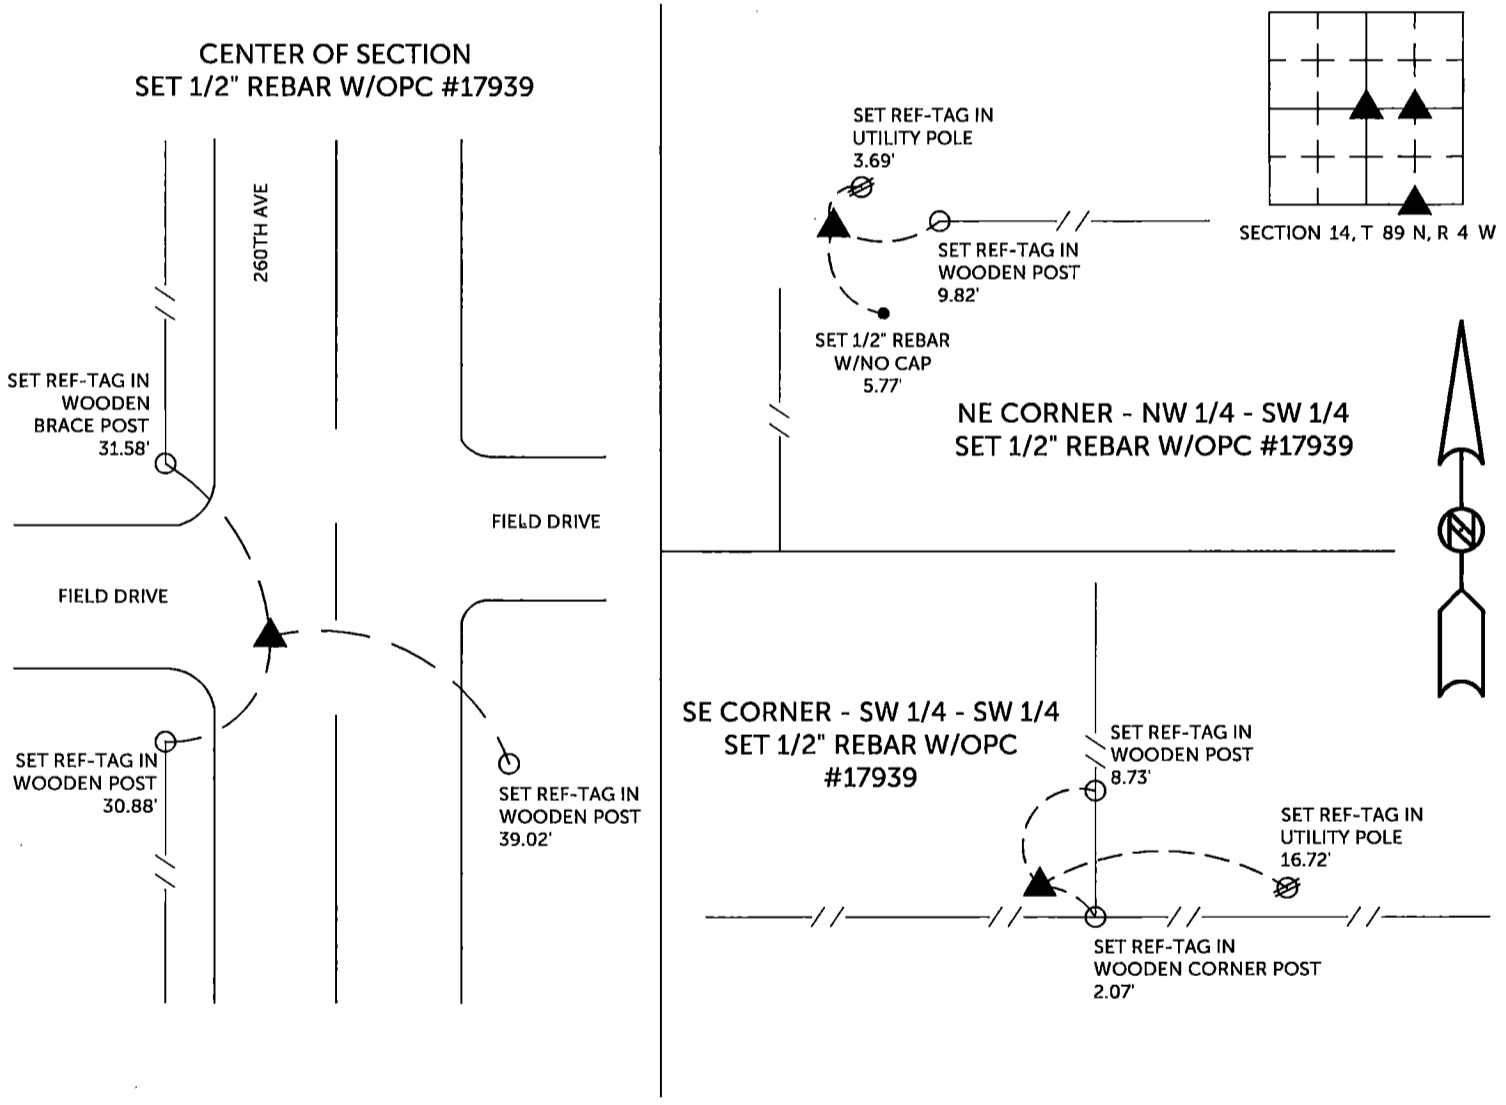 CENTER OF SECTION
SET 1/2" REBAR W/OPC #17939
260TH AVE
SET REF-TAG IN
WOODEN
BRACE POST
31.58'
FIELD DRIVE
FIELD DRIVE
SET REF-TAG IN
WOODEN POST
30.88'
SET REF-TAG IN
WOODEN POST
39.02'
SET REF-TAG IN
UTILITY POLE
3.69'
SET REF-TAG IN
WOODEN POST
9.82'
SET 1/2" REBAR
W/NO CAP
5.77'
NE CORNER - NW 1/4 - SW 1/4
SET 1/2" REBAR W/OPC #17939
SECTION 14, T 89 N, R 4 W
N
SE CORNER - SW 1/4 - SW 1/4
SET 1/2" REBAR W/OPC
#17939
SET REF-TAG IN
WOODEN POST
8.73'
SET REF-TAG IN
UTILITY POLE
16.72'
SET REF-TAG IN
WOODEN CORNER POST
2.07'